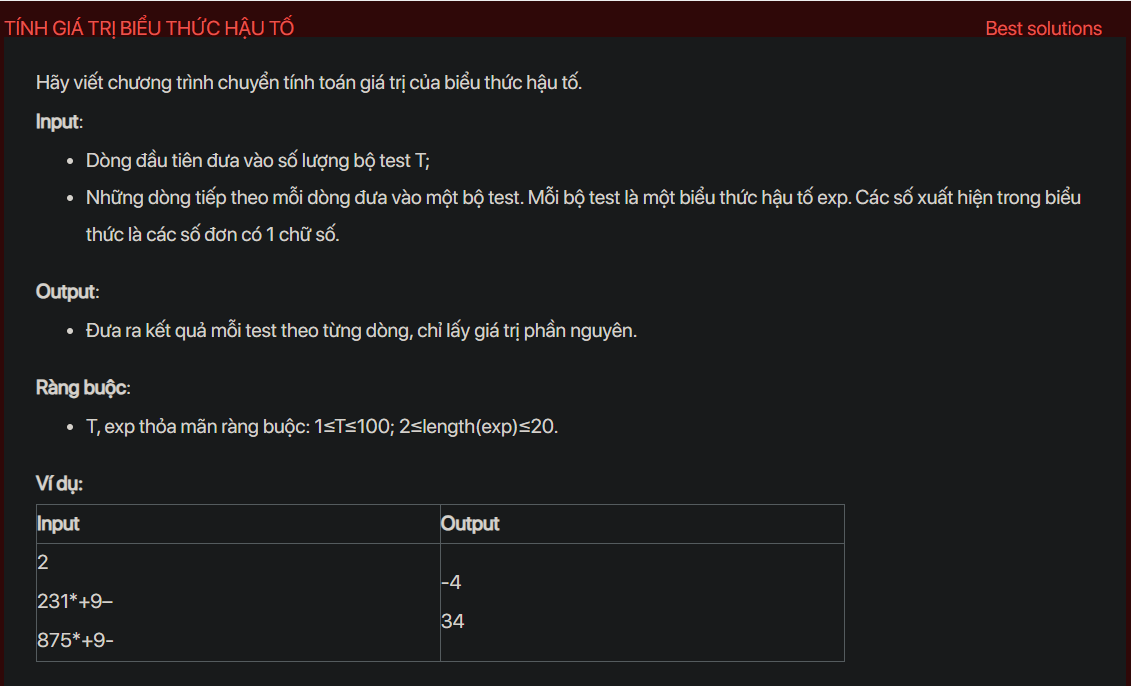 TÍNH GIÁ TRỊ BIỂU THỨC HẬU TỐ
Best solutions
Hãy viết chương trình chuyển tính toán giá trị của biểu thức hậu tố.
Input:
• Dòng đầu tiên đưa vào số lượng bộ test T;
• Những dòng tiếp theo mỗi dòng đưa vào một bộ test. Mỗi bộ test là một biểu thức hậu tố exp. Các số xuất hiện trong biểu
thức là các số đơn có 1 chữ số.
Output:
• Đưa ra kết quả mỗi test theo từng dòng, chỉ lấy giá trị phần nguyên.
Ràng buộc:
• T, exp thỏa mãn ràng buộc: 1≤T≤100; 2≤length(exp)≤20.
Ví dụ:
Input
Output
2
231*+9–
875*+9-
-4
34